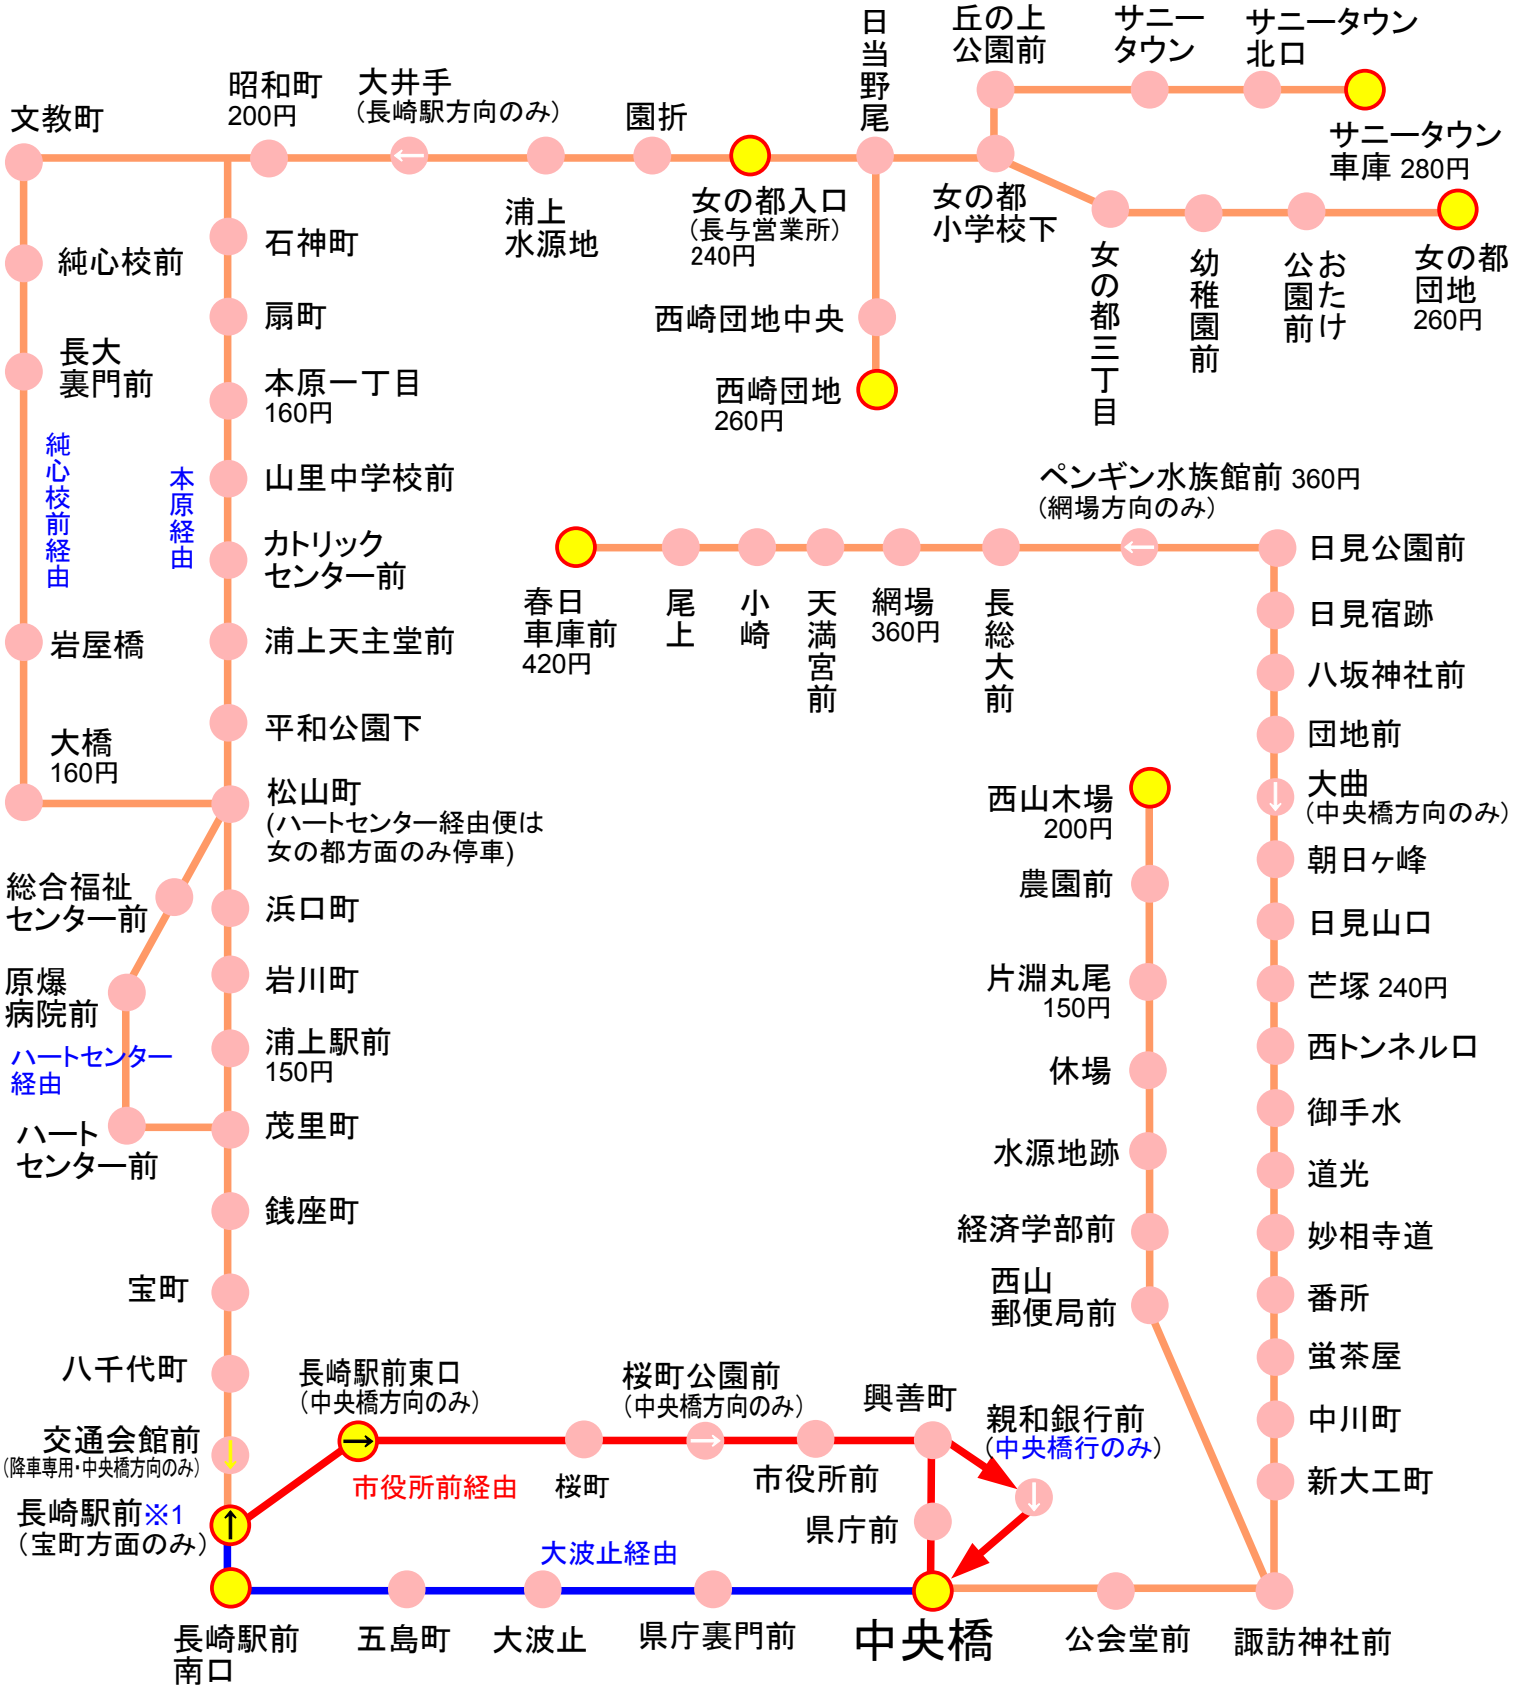 文教町
昭和町
200円
大井手
（長崎駅方向のみ）
←
園折
日当野尾
丘の上
公園前
サニー
タウン
サニータウン
北口
サニータウン
車庫 280円
浦上
水源地
女の都入口
（長与営業所）
240円
女の都
小学校下
女の都三丁目
幼稚園前
おたけ
公園前
女の都
団地
260円
西崎団地中央
西崎団地
260円
純心校前
長大
裏門前
純心校前経由
岩屋橋
大橋
160円
石神町
扇町
本原一丁目
160円
本原経由
山里中学校前
カトリック
センター前
浦上天主堂前
平和公園下
松山町
(ハートセンター経由便は
女の都方面のみ停車)
総合福祉
センター前
原爆
病院前
ハートセンター
経由
ハート
センター前
浜口町
岩川町
浦上駅前
150円
茂里町
銭座町
宝町
八千代町
交通会館前
（降車専用・中央橋方向のみ）
↓
長崎駅前※1
（宝町方面のみ）
↑
長崎駅前
南口
長崎駅前東口
（中央橋方向のみ）
→
市役所前経由
桜町
桜町公園前
（中央橋方向のみ）
→
市役所前
興善町
親和銀行前
（中央橋行のみ）
↓
県庁前
大波止経由
五島町
大波止
県庁裏門前
中央橋
公会堂前
諏訪神社前
ペンギン水族館前 360円
（網場方向のみ）
←
春日
車庫前
420円
尾上
小崎
天満宮前
網場
360円
長総大前
日見公園前
日見宿跡
八坂神社前
団地前
大曲
（中央橋方向のみ）
↓
朝日ヶ峰
日見山口
芒塚 240円
西トンネル口
御手水
道光
妙相寺道
番所
蛍茶屋
中川町
新大工町
西山木場
200円
農園前
片淵丸尾
150円
休場
水源地跡
経済学部前
西山
郵便局前